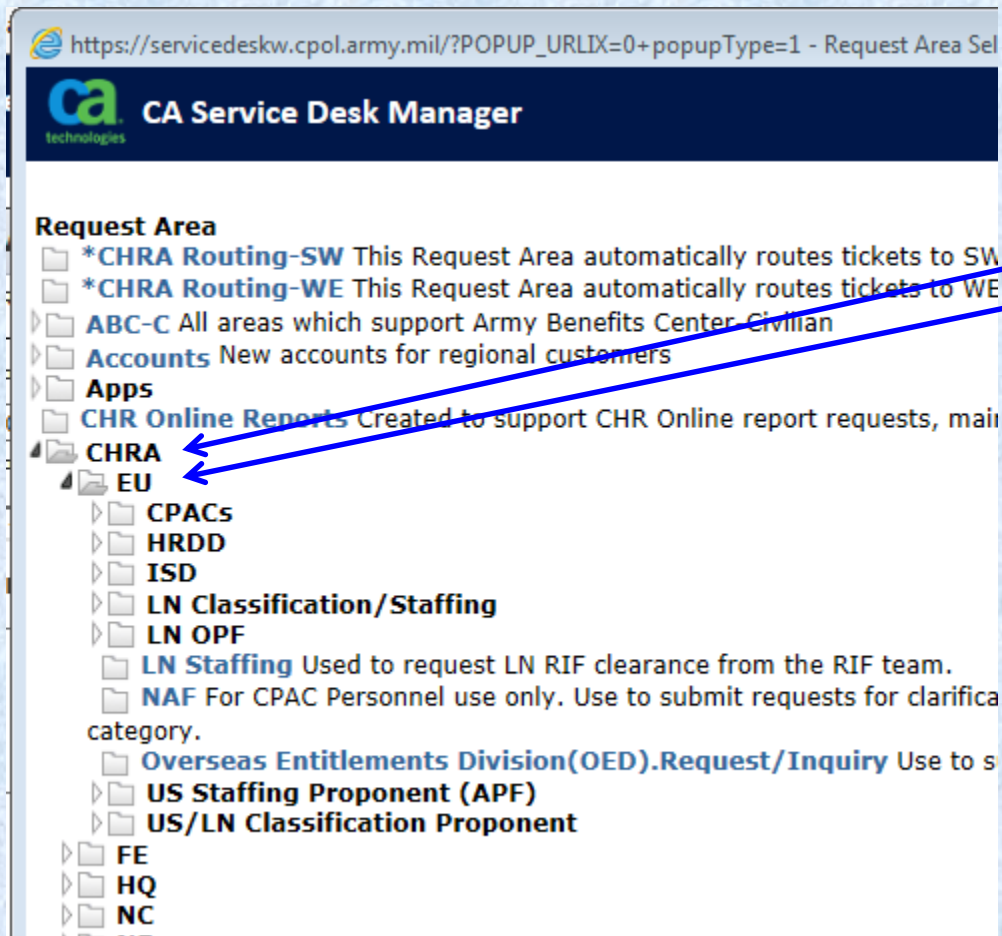 https://servicedeskw.cpol.army.mil/?POPUP_URLIX=0+popupType=1 - Request Area Sel
ca technologies
CA Service Desk Manager
Request Area
*CHRA Routing-SW This Request Area automatically routes tickets to SW
*CHRA Routing-WE This Request Area automatically routes tickets to WE
ABC-C All areas which support Army Benefits Center-Civilian
Accounts New accounts for regional customers
Apps
CHR Online Reports Created to support CHR Online report requests, mai
CHRA
EU
CPACs
HRDD
ISD
LN Classification/Staffing
LN OPF
LN Staffing Used to request LN RIF clearance from the RIF team.
NAF For CPAC Personnel use only. Use to submit requests for clarifica
category.
Overseas Entitlements Division(OED).Request/Inquiry Use to s
US Staffing Proponent (APF)
US/LN Classification Proponent
FE
HQ
NC